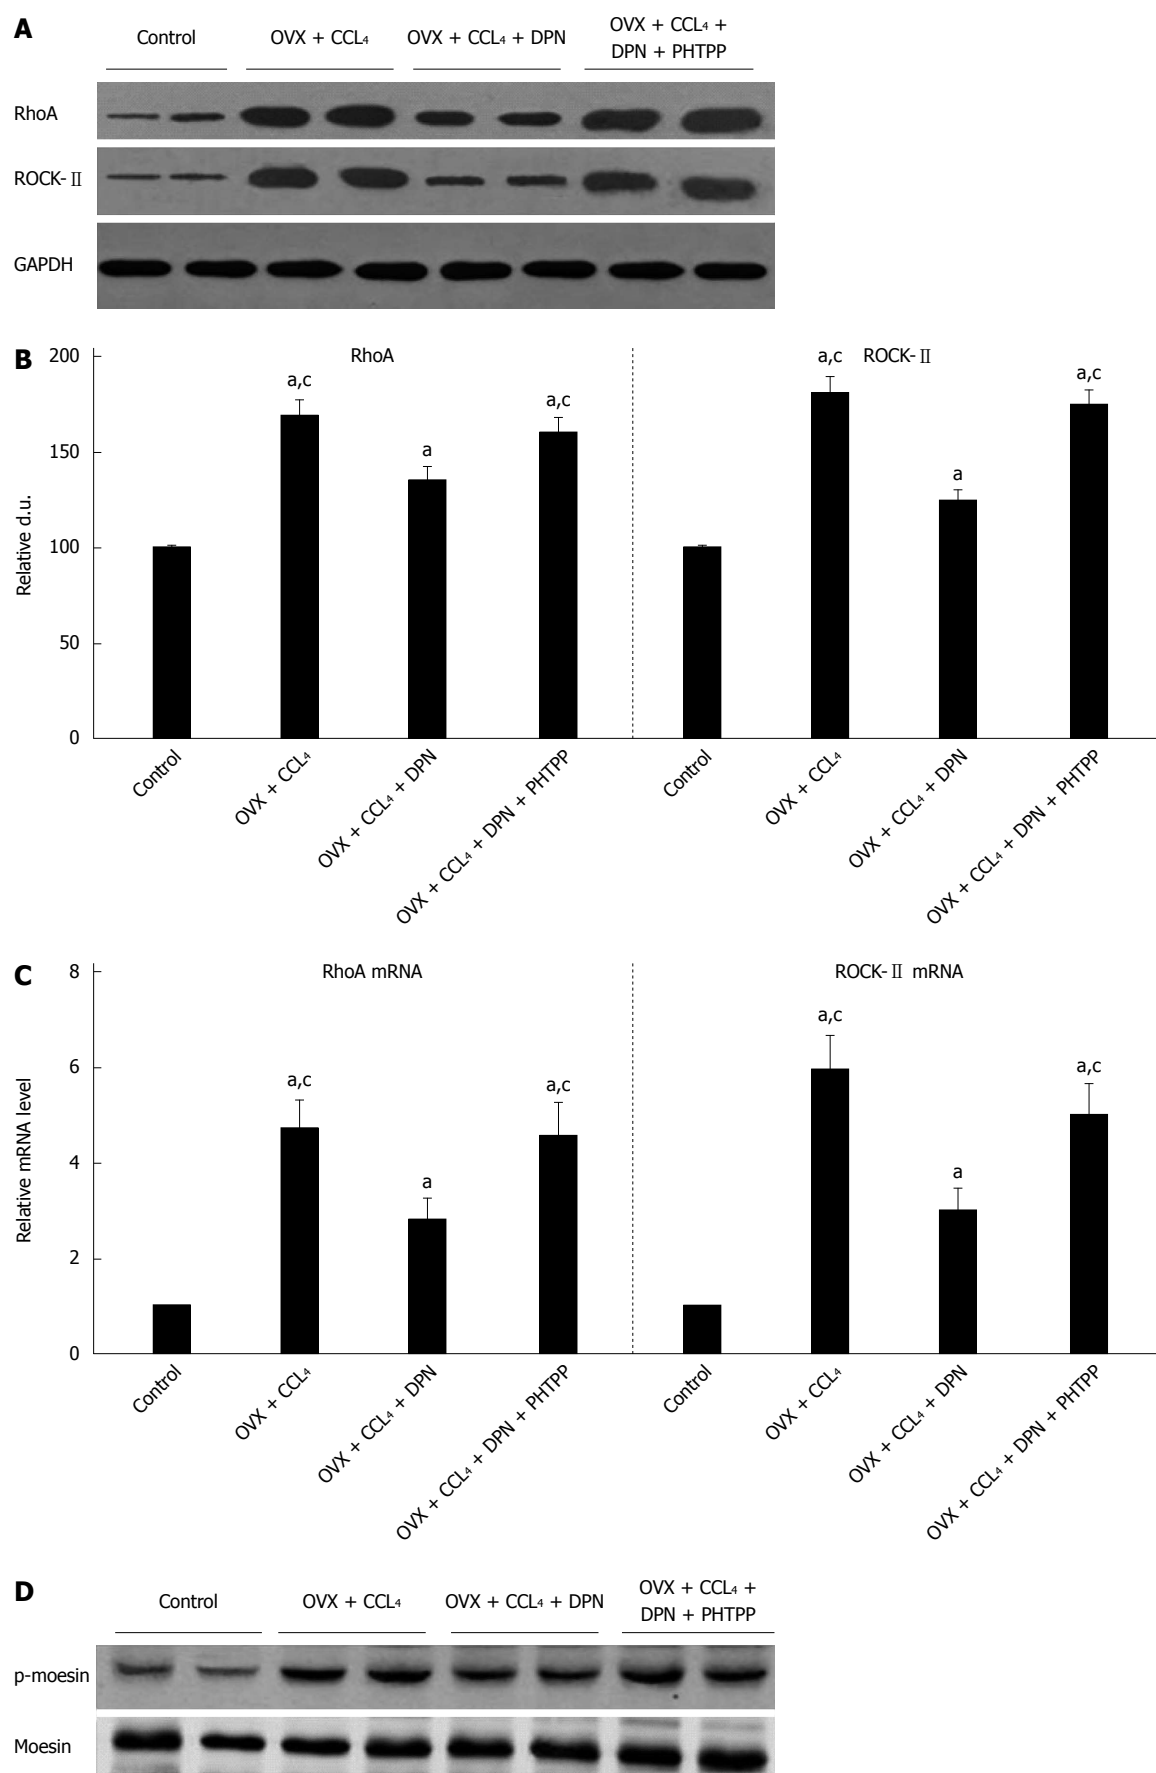 A
Control
OVX + CCL₄
OVX + CCL₄ + DPN
OVX + CCL₄ +
DPN + PHTPP
RhoA
ROCK-Ⅱ
GAPDH
B
200
150
100
50
0
Relative d.u.
RhoA
ROCK-Ⅱ
a,c
a
a,c
a,c
a
a,c
Control
OVX + CCL₄
OVX + CCL₄ + DPN
OVX + CCL₄ + DPN + PHTPP
Control
OVX + CCL₄
OVX + CCL₄ + DPN
OVX + CCL₄ + DPN + PHTPP
C
8
6
4
2
0
Relative mRNA level
RhoA mRNA
ROCK-Ⅱ mRNA
a,c
a
a,c
a,c
a
a,c
Control
OVX + CCL₄
OVX + CCL₄ + DPN
OVX + CCL₄ + DPN + PHTPP
Control
OVX + CCL₄
OVX + CCL₄ + DPN
OVX + CCL₄ + DPN + PHTPP
D
Control
OVX + CCL₄
OVX + CCL₄ + DPN
OVX + CCL₄ +
DPN + PHTPP
p-moesin
Moesin